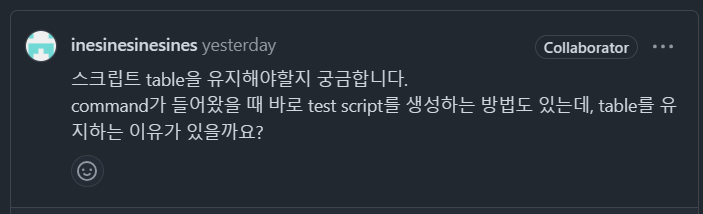 inesinesinesines yesterday
Collaborator
스크립트 table을 유지해야할지 궁금합니다.
command가 들어왔을 때 바로 test script를 생성하는 방법도 있는데, table를 유
지하는 이유가 있을까요?